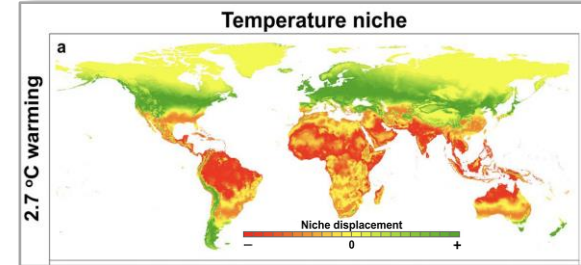 Temperature niche
a
2.7 °C warming
Niche displacement
− 0 +